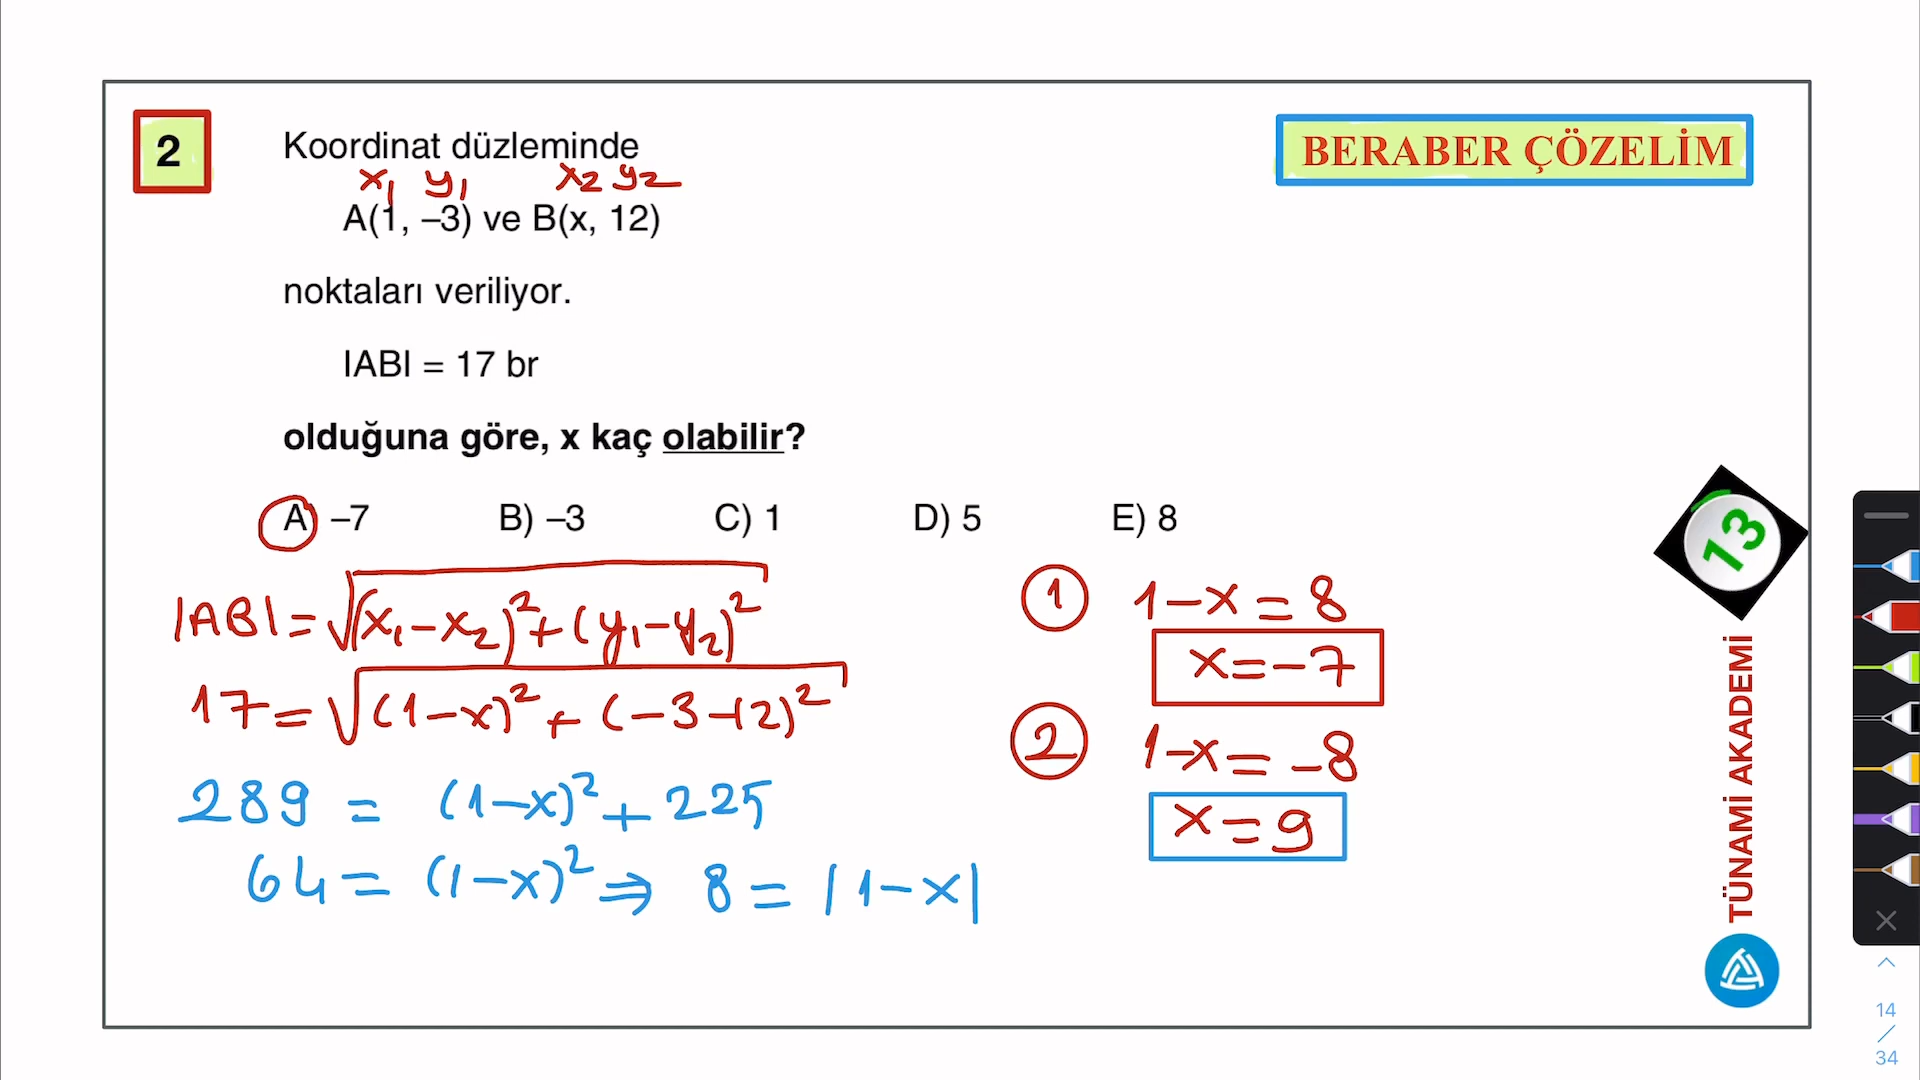 2
BERABER ÇÖZELİM
Koordinat düzleminde
x₁ y₁ x₂ y₂
A(1, –3) ve B(x, 12)
noktaları veriliyor.
IABI = 17 br
olduğuna göre, x kaç olabilir?
A) –7 B) –3 C) 1 D) 5 E) 8
|AB| = √(x₁-x₂)²+(y₁-y₂)²
17 = √(1-x)²+(-3-12)²
289 = (1-x)² + 225
64 = (1-x)² ⇒ 8 = |1-x|
1 1-x = 8
x = -7
2 1-x = -8
x = 9
13
TÜNAMİ AKADEMİ
14
/
34